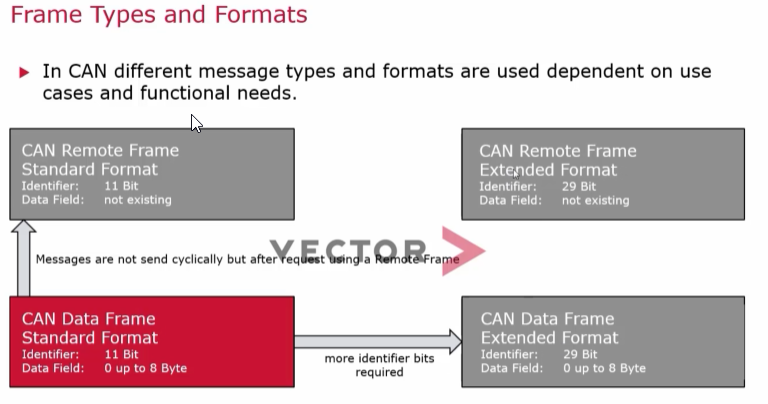 Frame Types and Formats
In CAN different message types and formats are used dependent on use
cases and functional needs.
CAN Remote Frame
Standard Format
Identifier: 11 Bit
Data Field: not existing
CAN Remote Frame
Extended Format
Identifier: 29 Bit
Data Field: not existing
VECTOR
Messages are not send cyclically but after request using a Remote Frame
CAN Data Frame
Standard Format
Identifier: 11 Bit
Data Field: 0 up to 8 Byte
more identifier bits
required
CAN Data Frame
Extended Format
Identifier: 29 Bit
Data Field: 0 up to 8 Byte